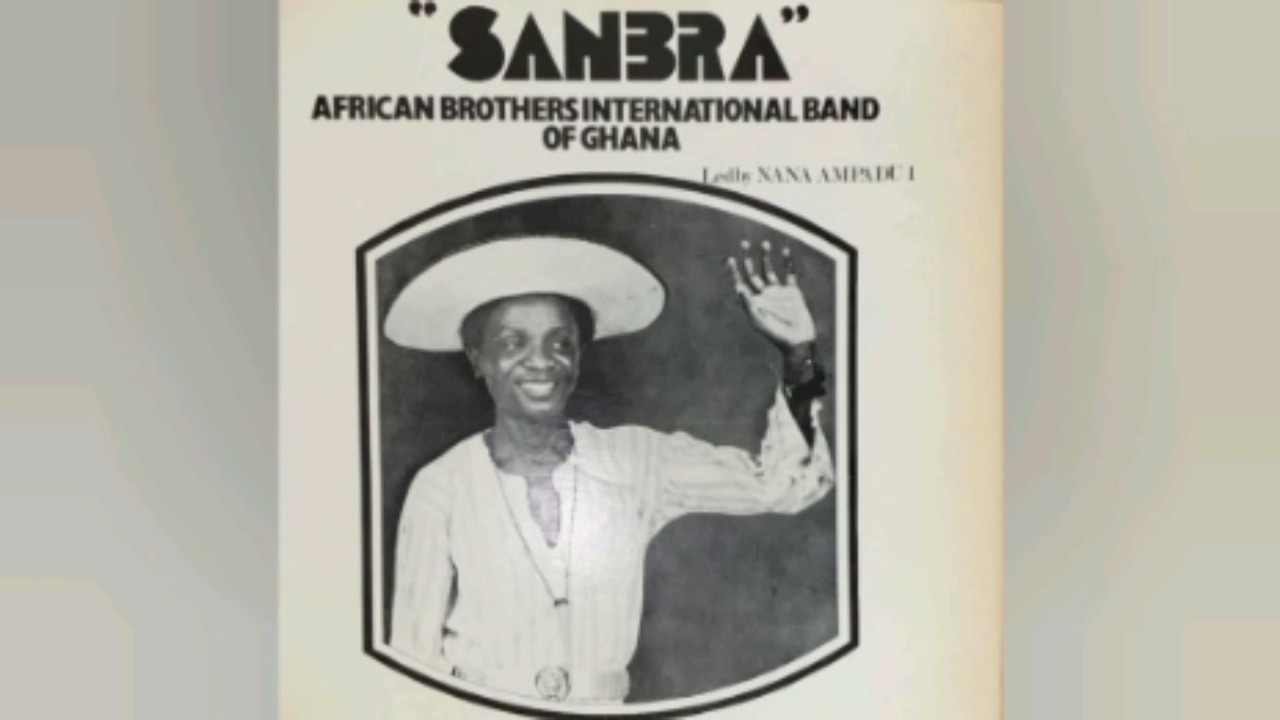 "SANBRA"
AFRICAN BROTHERS INTERNATIONAL BAND
OF GHANA
Led by NANA AMPADU I